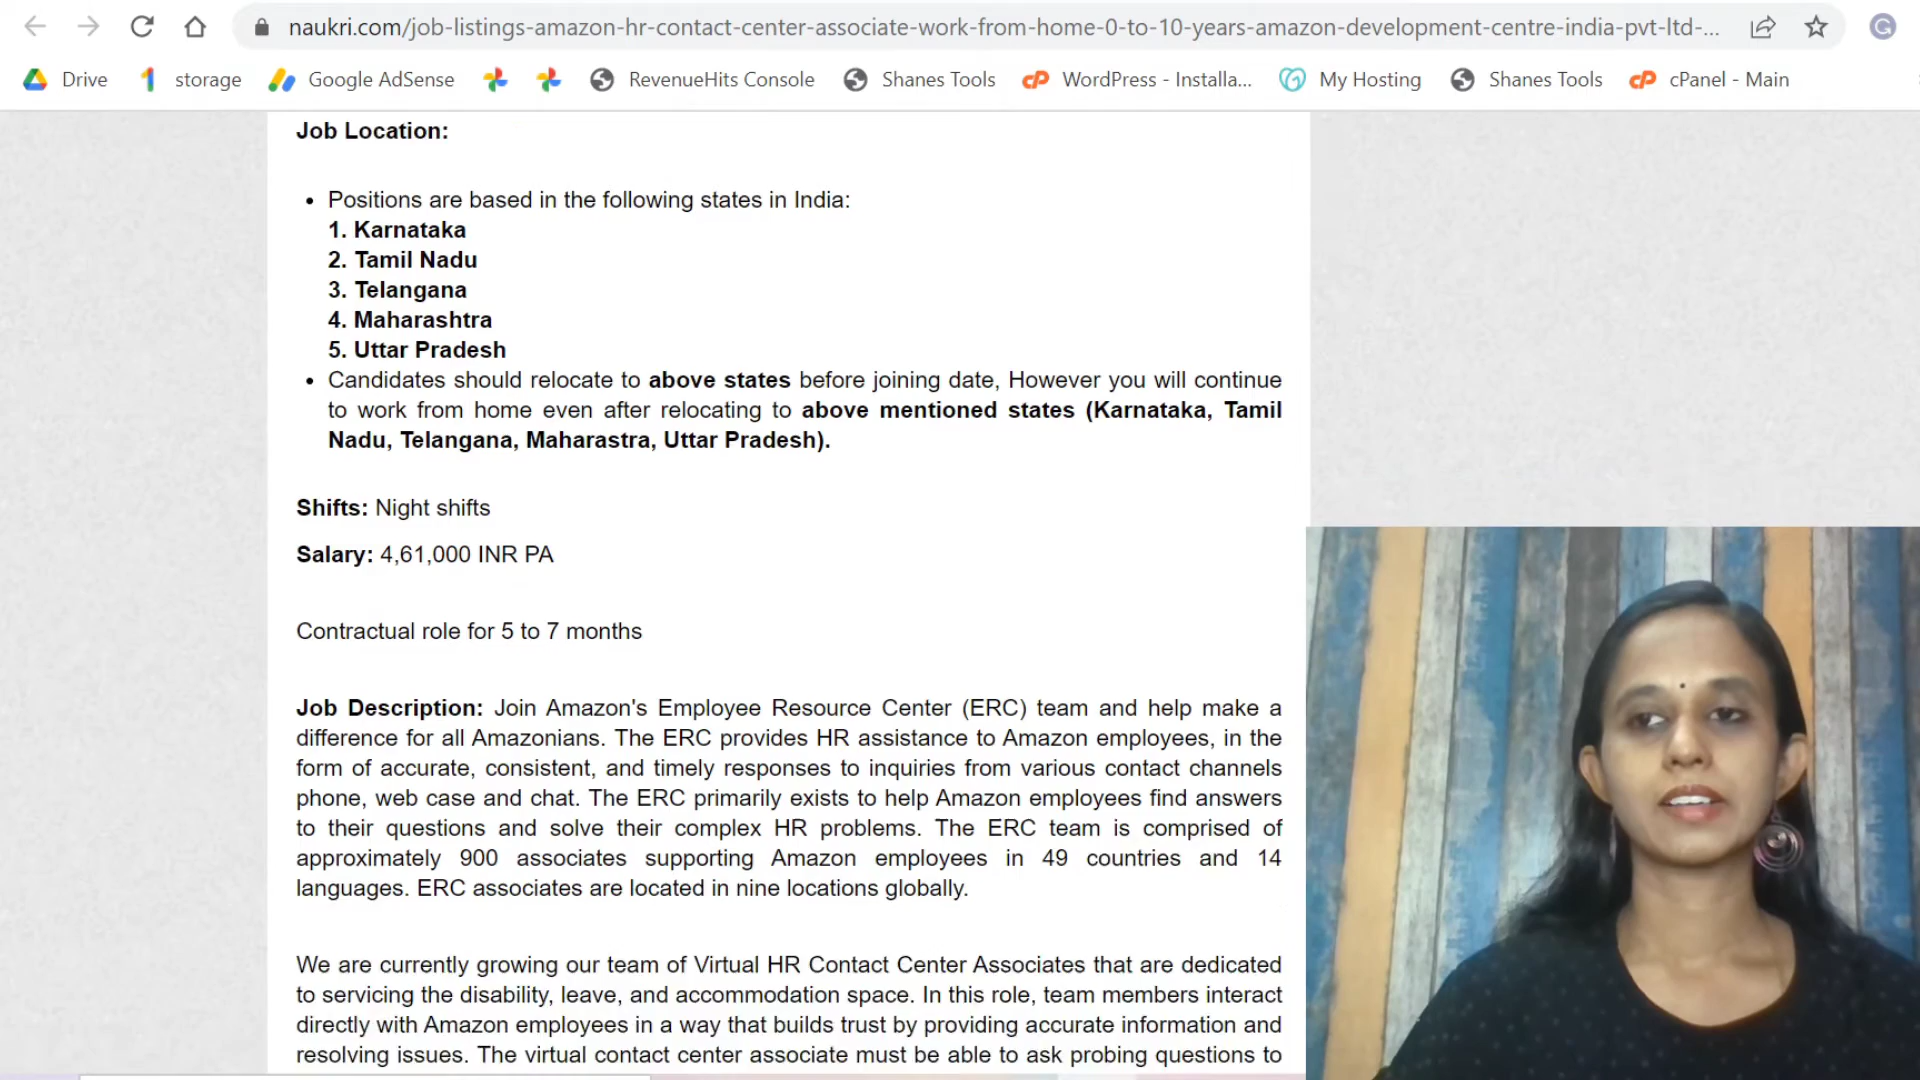 naukri.com/job-listings-amazon-hr-contact-center-associate-work-from-home-0-to-10-years-amazon-development-centre-india-pvt-ltd-...
Drive storage Google AdSense RevenueHits Console Shanes Tools WordPress - Installa... My Hosting Shanes Tools cPanel - Main
Job Location:
• Positions are based in the following states in India:
1. Karnataka
2. Tamil Nadu
3. Telangana
4. Maharashtra
5. Uttar Pradesh
• Candidates should relocate to above states before joining date, However you will continue
to work from home even after relocating to above mentioned states (Karnataka, Tamil
Nadu, Telangana, Maharastra, Uttar Pradesh).
Shifts: Night shifts
Salary: 4,61,000 INR PA
Contractual role for 5 to 7 months
Job Description: Join Amazon's Employee Resource Center (ERC) team and help make a
difference for all Amazonians. The ERC provides HR assistance to Amazon employees, in the
form of accurate, consistent, and timely responses to inquiries from various contact channels
phone, web case and chat. The ERC primarily exists to help Amazon employees find answers
to their questions and solve their complex HR problems. The ERC team is comprised of
approximately 900 associates supporting Amazon employees in 49 countries and 14
languages. ERC associates are located in nine locations globally.
We are currently growing our team of Virtual HR Contact Center Associates that are dedicated
to servicing the disability, leave, and accommodation space. In this role, team members interact
directly with Amazon employees in a way that builds trust by providing accurate information and
resolving issues. The virtual contact center associate must be able to ask probing questions to